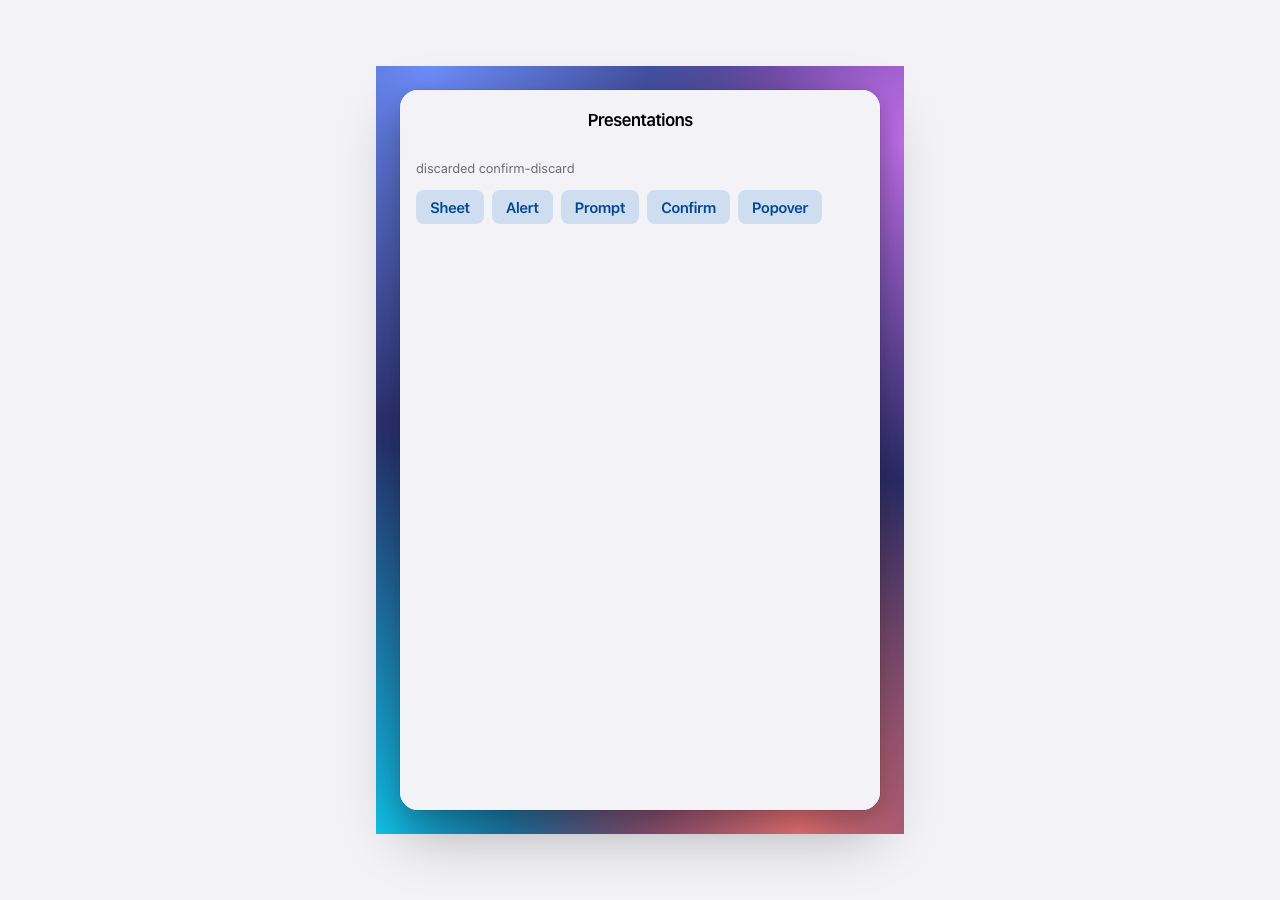 Presentations
discarded confirm-discard
Sheet Alert Prompt Confirm Popover